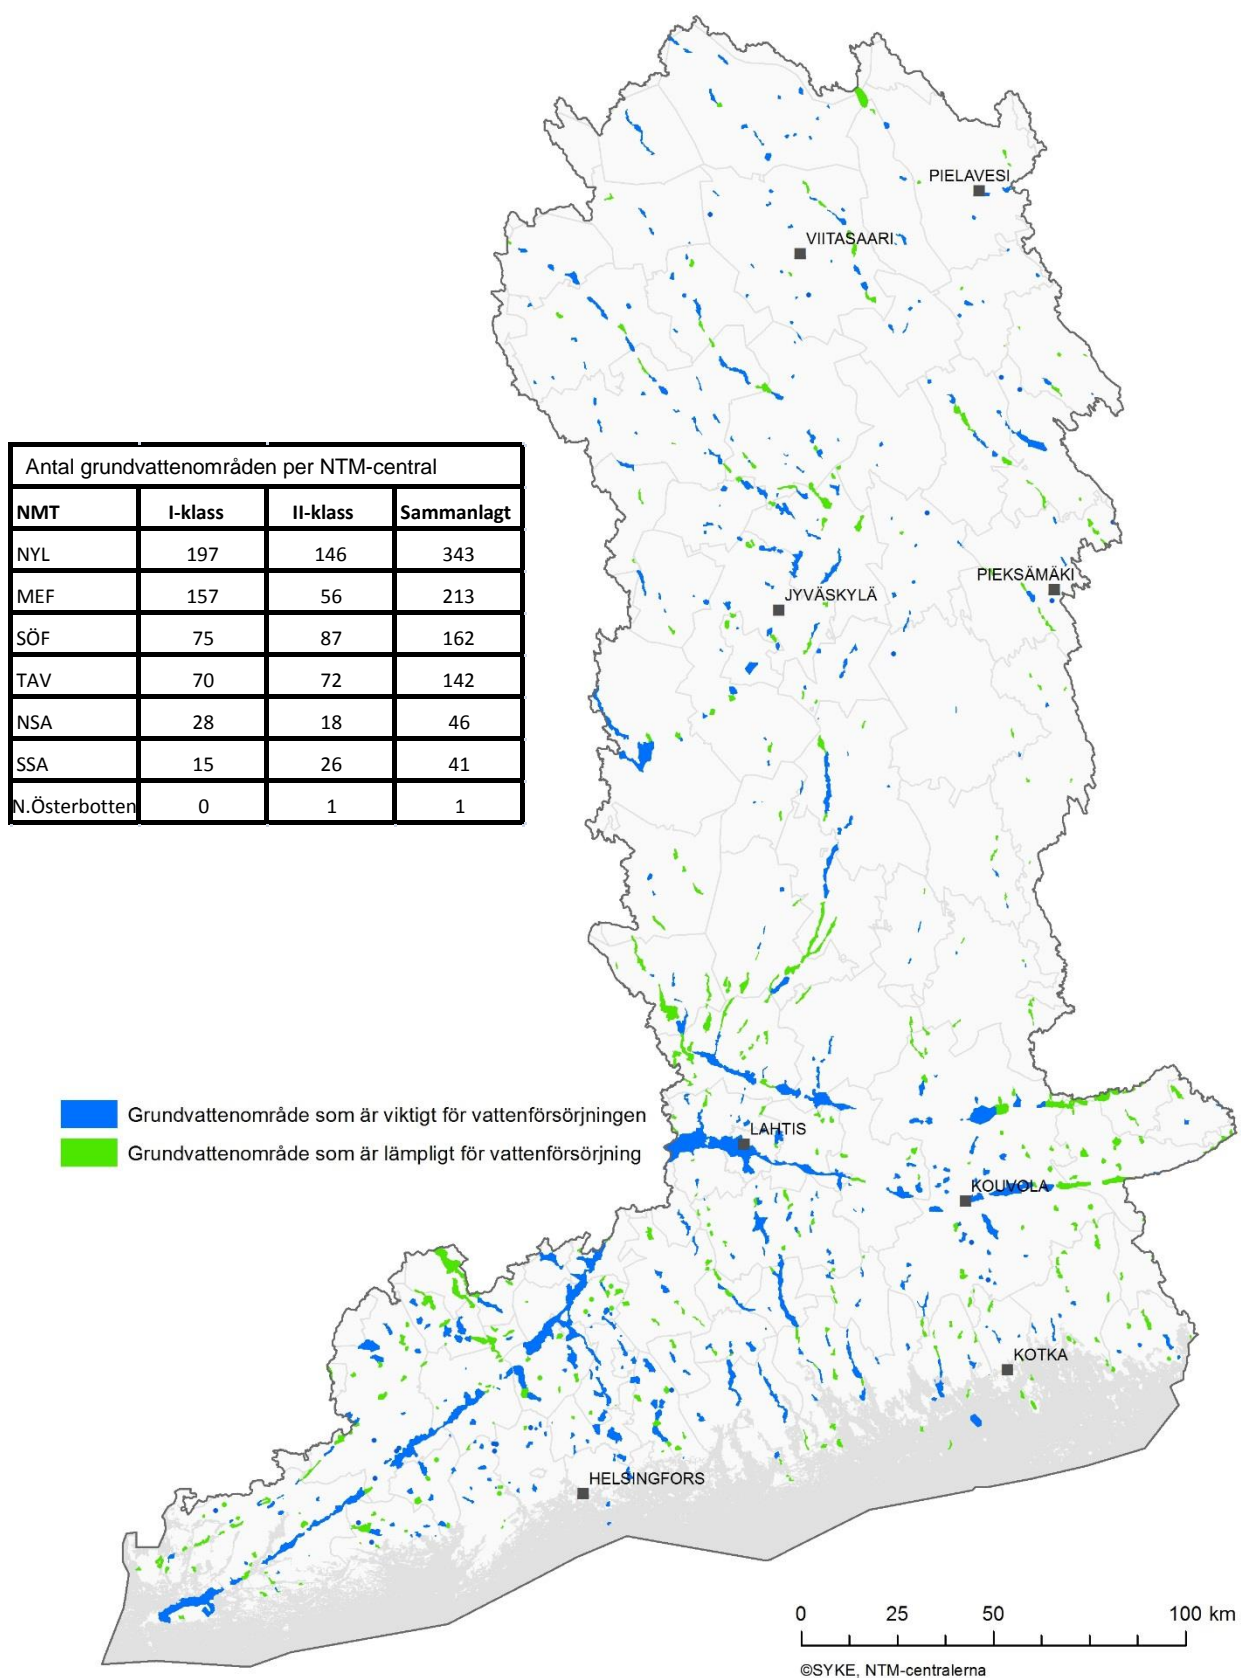 PIELAVESI
VIITASAARI
Antal grundvattenområden per NTM-central
NMT I-klass II-klass Sammanlagt
NYL 197 146 343
MEF 157 56 213
SÖF 75 87 162
TAV 70 72 142
NSA 28 18 46
SSA 15 26 41
N.Österbotten 0 1 1
PIEKSÄMÄKI
JYVÄSKYLÄ
Grundvattenområde som är viktigt för vattenförsörjningen
Grundvattenområde som är lämpligt för vattenförsörjning
LAHTIS
KOUVOLA
KOTKA
HELSINGFORS
0 25 50 100 km
©SYKE, NTM-centralerna